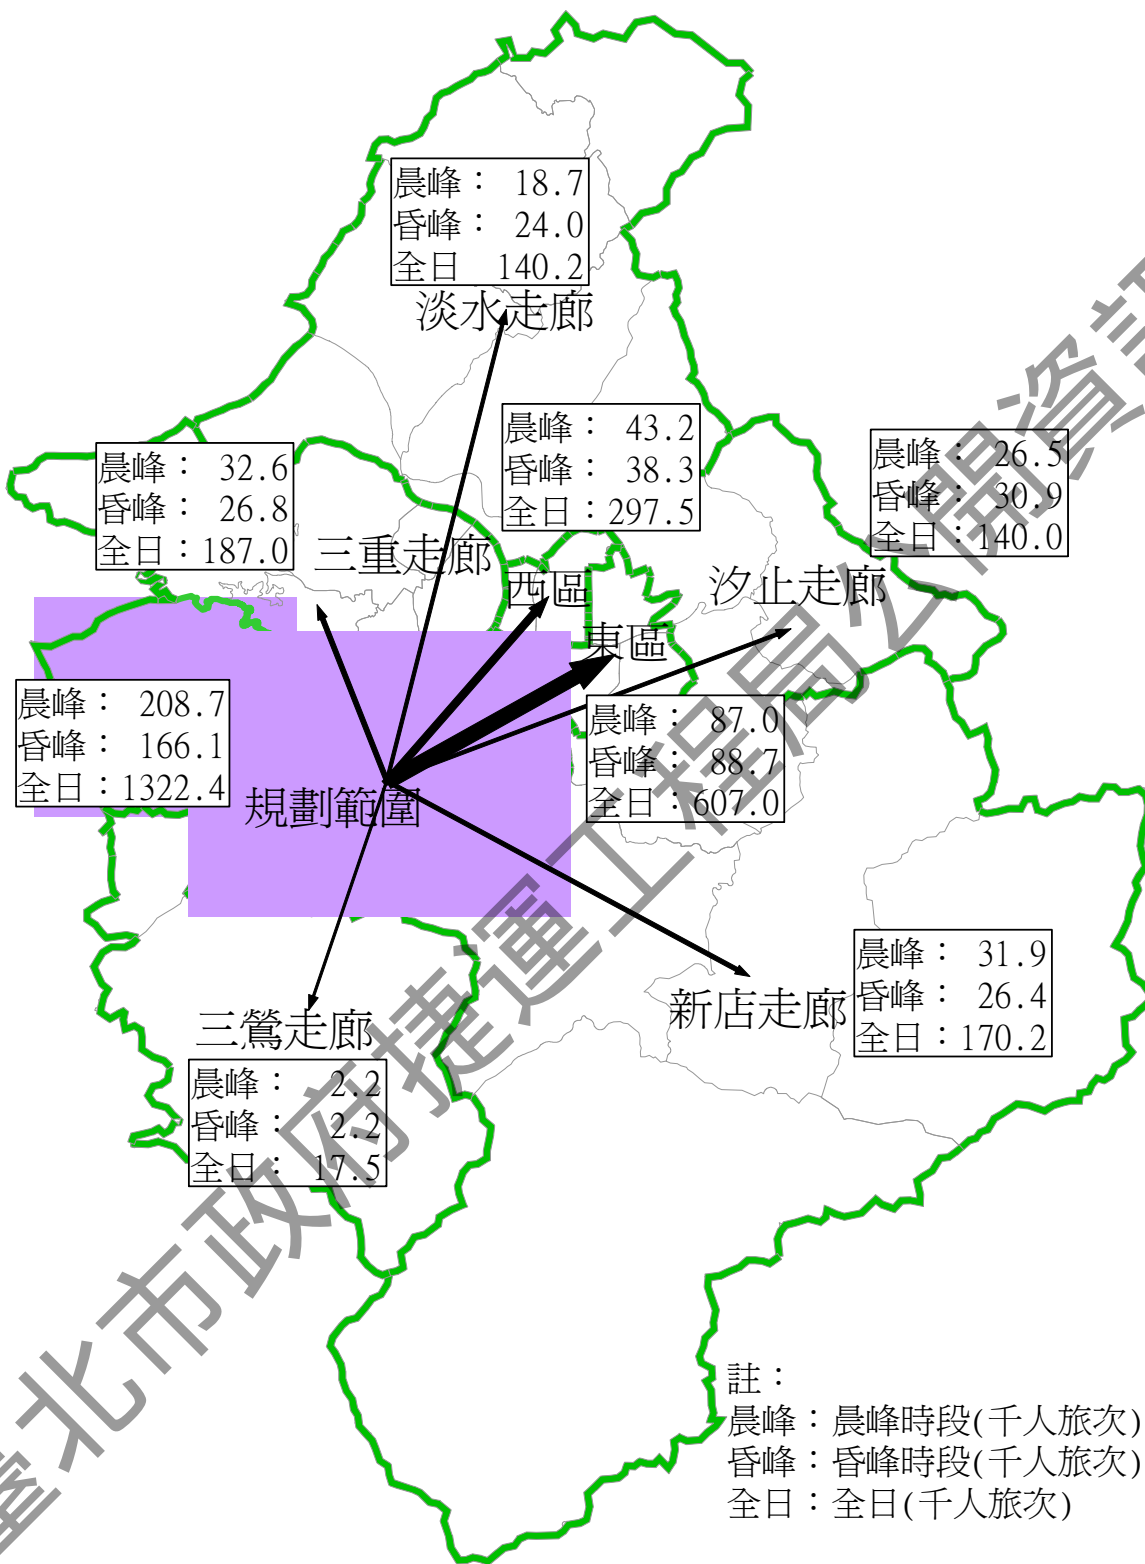 晨峰： 18.7
昏峰： 24.0
全日 140.2
淡水走廊
晨峰： 43.2
昏峰： 38.3
全日：297.5
西區
晨峰： 32.6
昏峰： 26.8
全日：187.0
三重走廊
晨峰： 26.5
昏峰： 30.9
全日：140.0
汐止走廊
東區
晨峰： 87.0
昏峰： 88.7
全日：607.0
晨峰： 208.7
昏峰： 166.1
全日：1322.4
規劃範圍
晨峰： 31.9
昏峰： 26.4
全日：170.2
新店走廊
三鶯走廊
晨峰： 2.2
昏峰： 2.2
全日： 17.5
註：
晨峰：晨峰時段(千人旅次)
昏峰：昏峰時段(千人旅次)
全日：全日(千人旅次)
臺北市政府捷運工程局公開資訊